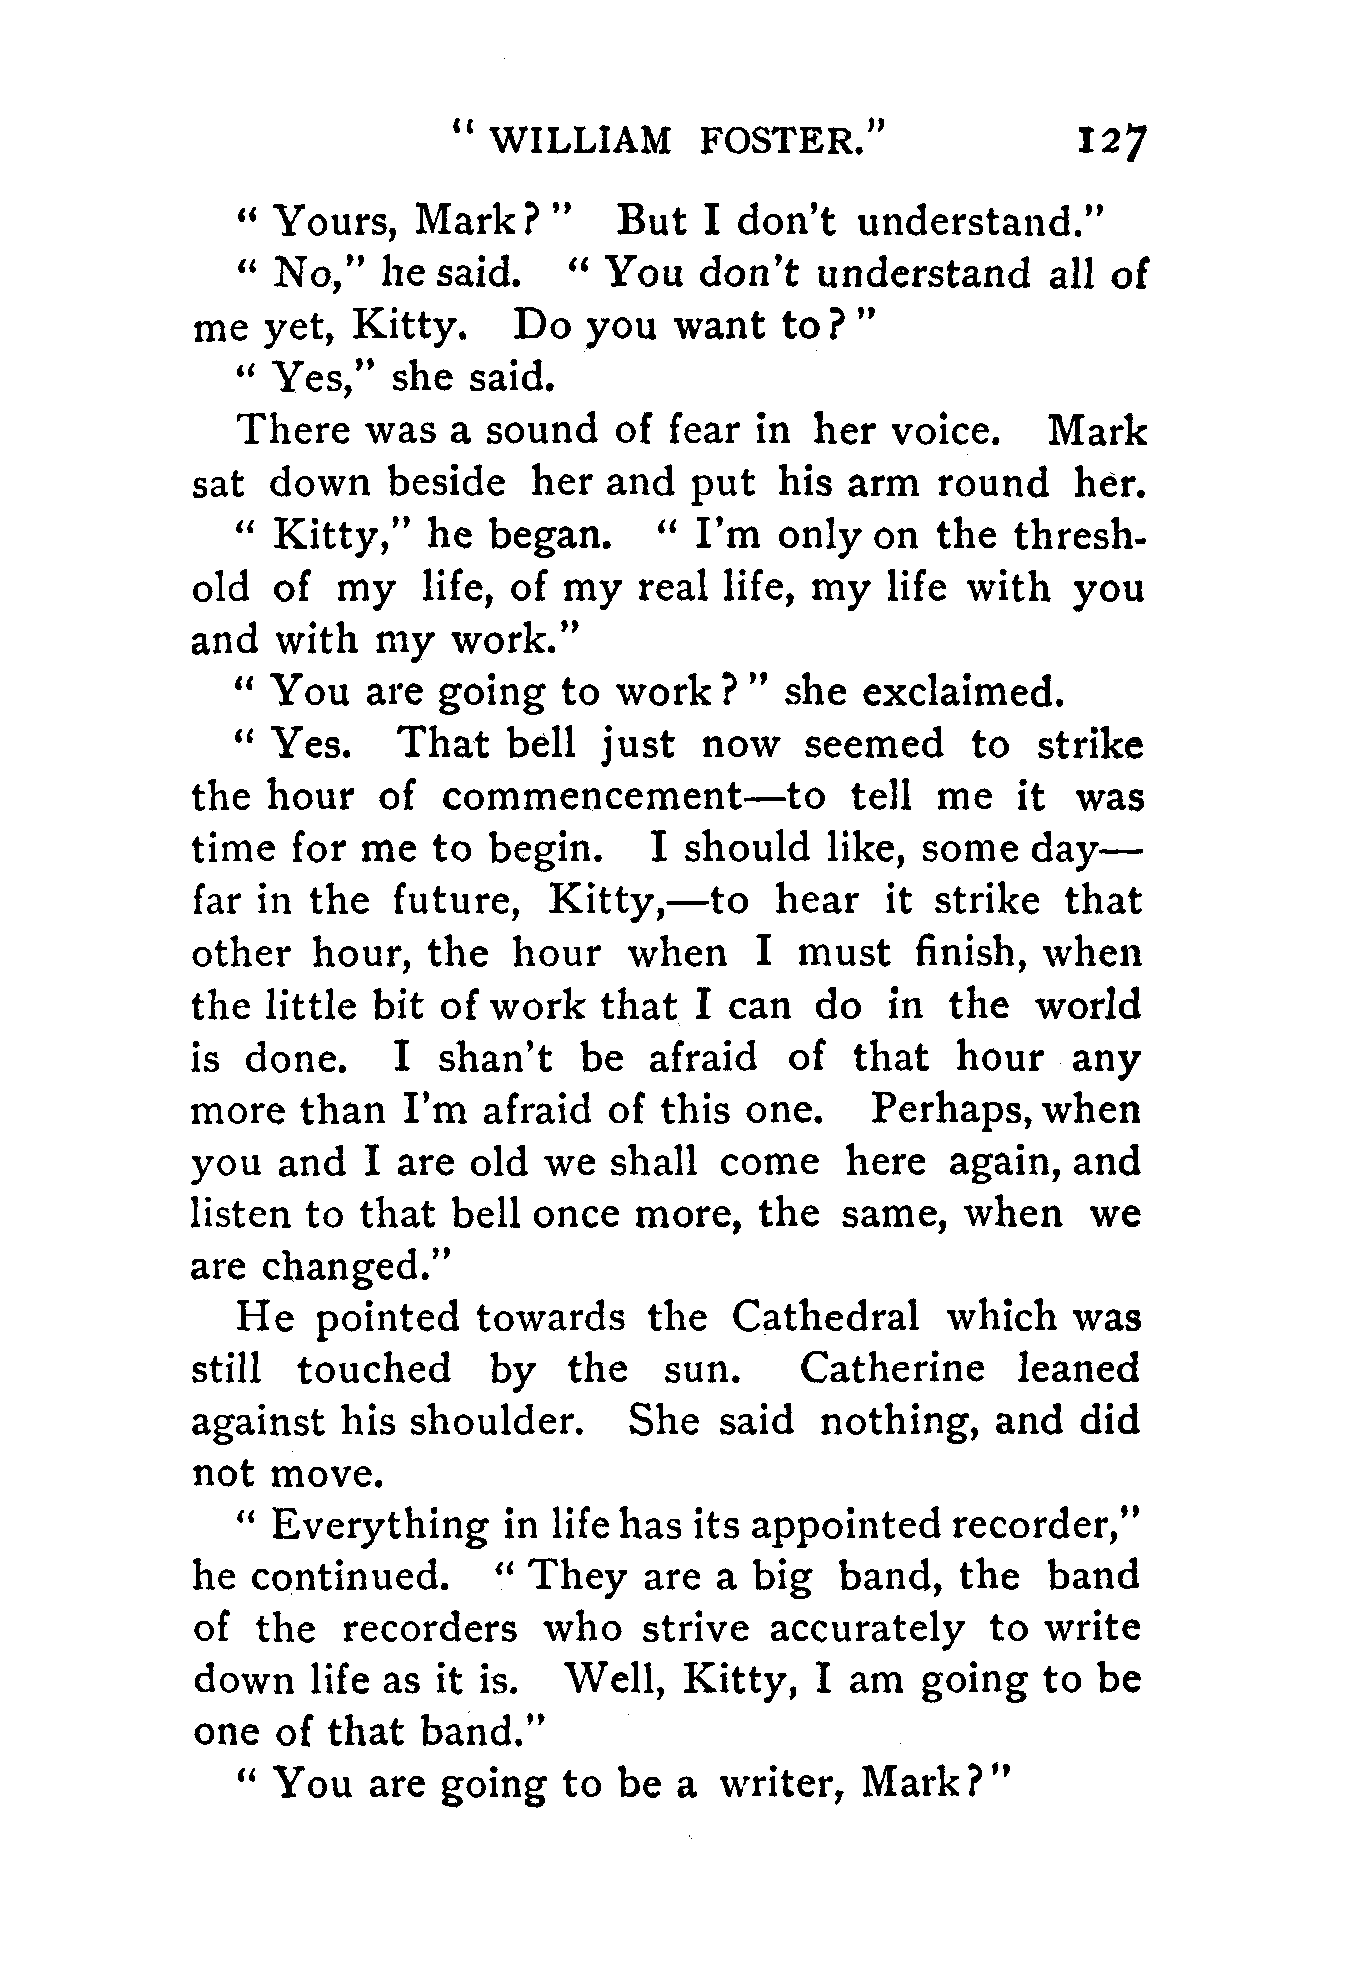 “ WILLIAM FOSTER.” 127
“ Yours, Mark? ” But I don’t understand.”
“ No,” he said. “ You don’t understand all of
me yet, Kitty. Do you want to? ”
“ Yes,” she said.
There was a sound of fear in her voice. Mark
sat down beside her and put his arm round her.
“ Kitty,” he began. “ I’m only on the thresh-
old of my life, of my real life, my life with you
and with my work.”
“ You are going to work? ” she exclaimed.
“ Yes. That bell just now seemed to strike
the hour of commencement—to tell me it was
time for me to begin. I should like, some day—
far in the future, Kitty,—to hear it strike that
other hour, the hour when I must finish, when
the little bit of work that I can do in the world
is done. I shan’t be afraid of that hour any
more than I’m afraid of this one. Perhaps, when
you and I are old we shall come here again, and
listen to that bell once more, the same, when we
are changed.”
He pointed towards the Cathedral which was
still touched by the sun. Catherine leaned
against his shoulder. She said nothing, and did
not move.
“ Everything in life has its appointed recorder,”
he continued. “ They are a big band, the band
of the recorders who strive accurately to write
down life as it is. Well, Kitty, I am going to be
one of that band.”
“ You are going to be a writer, Mark?”